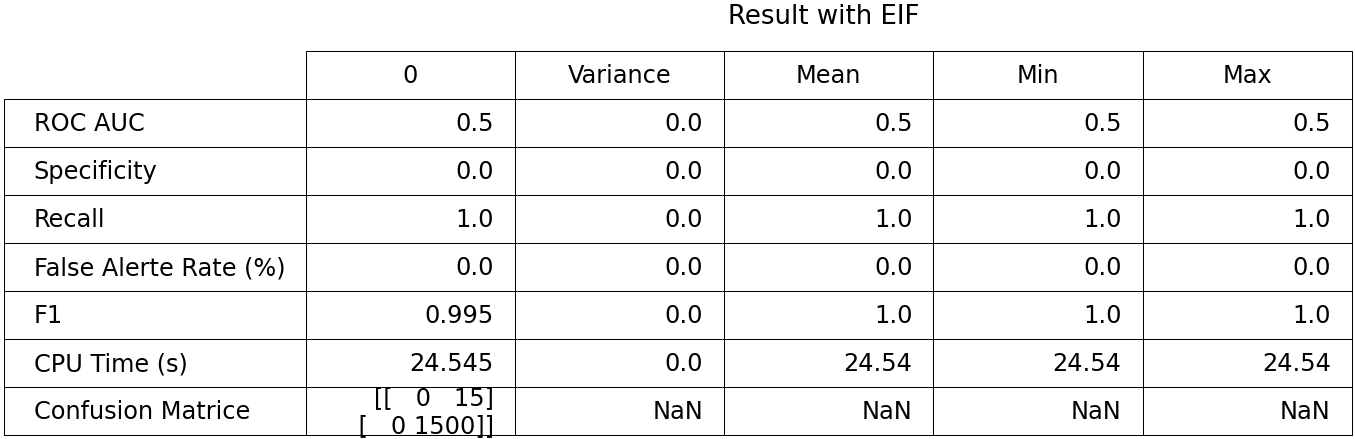 Result with EIF
0 Variance Mean Min Max
ROC AUC 0.5 0.0 0.5 0.5 0.5
Specificity 0.0 0.0 0.0 0.0 0.0
Recall 1.0 0.0 1.0 1.0 1.0
False Alerte Rate (%) 0.0 0.0 0.0 0.0 0.0
F1 0.995 0.0 1.0 1.0 1.0
CPU Time (s) 24.545 0.0 24.54 24.54 24.54
Confusion Matrice [[ 0 15]
[ 0 1500]] NaN NaN NaN NaN